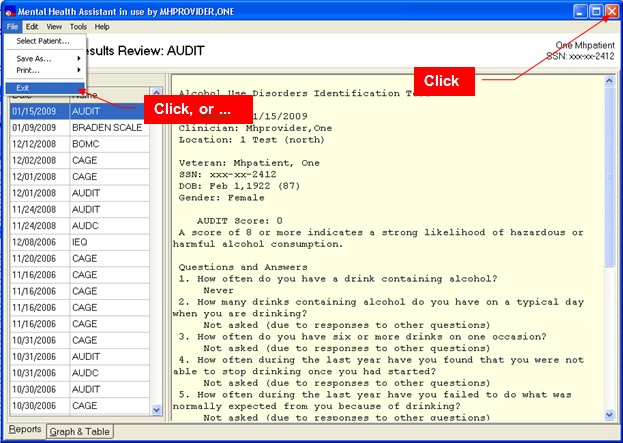 Mental Health Assistant in use by MHPROVIDER,ONE
File Edit View Tools Help
Select Patient...
Save As...
Print...
Exit
sults Review: AUDIT
One Mhpatient
SSN: xxx-xx-2412
Click
Click, or ...
Name
01/15/2009 AUDIT
01/09/2009 BRADEN SCALE
12/12/2008 BOMC
12/02/2008 CAGE
12/01/2008 CAGE
12/01/2008 AUDIT
11/24/2008 AUDIT
11/24/2008 AUDC
12/08/2006 IEQ
11/20/2006 CAGE
11/16/2006 CAGE
11/16/2006 CAGE
11/16/2006 CAGE
11/16/2006 CAGE
10/31/2006 CAGE
10/31/2006 AUDIT
10/31/2006 AUDC
10/30/2006 AUDIT
10/30/2006 CAGE
Alcohol Use Disorders Identification Te
1/15/2009
Clinician: Mhprovider,One
Location: 1 Test (north)
Veteran: Mhpatient, One
SSN: xxx-xx-2412
DOB: Feb 1,1922 (87)
Gender: Female
AUDIT Score: 0
A score of 8 or more indicates a strong likelihood of hazardous or
harmful alcohol consumption.
Questions and Answers
1. How often do you have a drink containing alcohol?
Never
2. How many drinks containing alcohol do you have on a typical day
when you are drinking?
Not asked (due to responses to other questions)
3. How often do you have six or more drinks on one occasion?
Not asked (due to responses to other questions)
4. How often during the last year have you found that you were not
able to stop drinking once you had started?
Not asked (due to responses to other questions)
5. How often during the last year have you failed to do what was
normally expected from you because of drinking?
Not asked (due to responses to other questions)
Reports Graph & Table